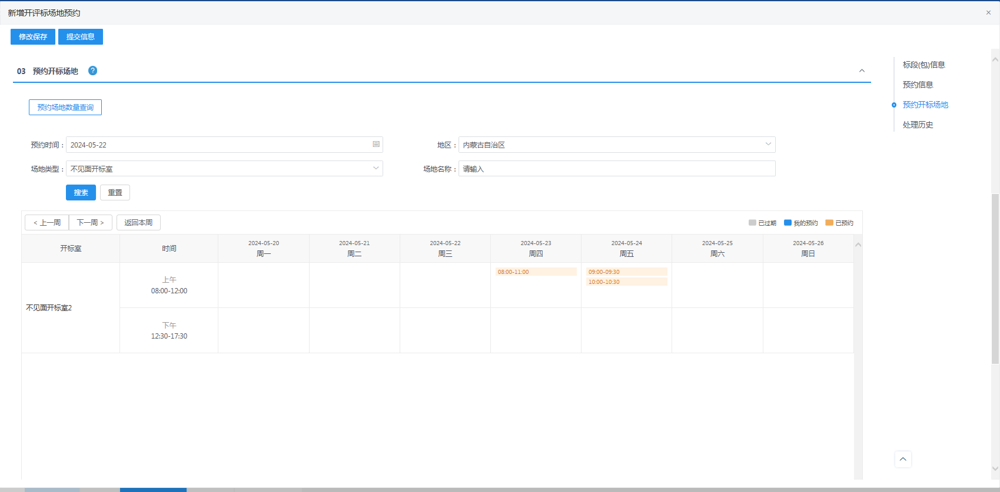 新增开评标场地预约
×
修改保存 提交信息
03 预约开标场地 ?
标段(包)信息
预约信息
预约开标场地
处理历史
预约场地数量查询
预约时间： 2024-05-22 地区： 内蒙古自治区
场地类型： 不见面开标室 场地名称： 请输入
搜索 重置
< 上一周 下一周 > 返回本周 已过期 我的预约 已预约
开标室 时间 2024-05-20 2024-05-21 2024-05-22 2024-05-23 2024-05-24 2024-05-25 2024-05-26
周一 周二 周三 周四 周五 周六 周日
08:00-11:00 09:00-09:30
上午 10:00-10:30
08:00-12:00
不见面开标室2
下午
12:30-17:30